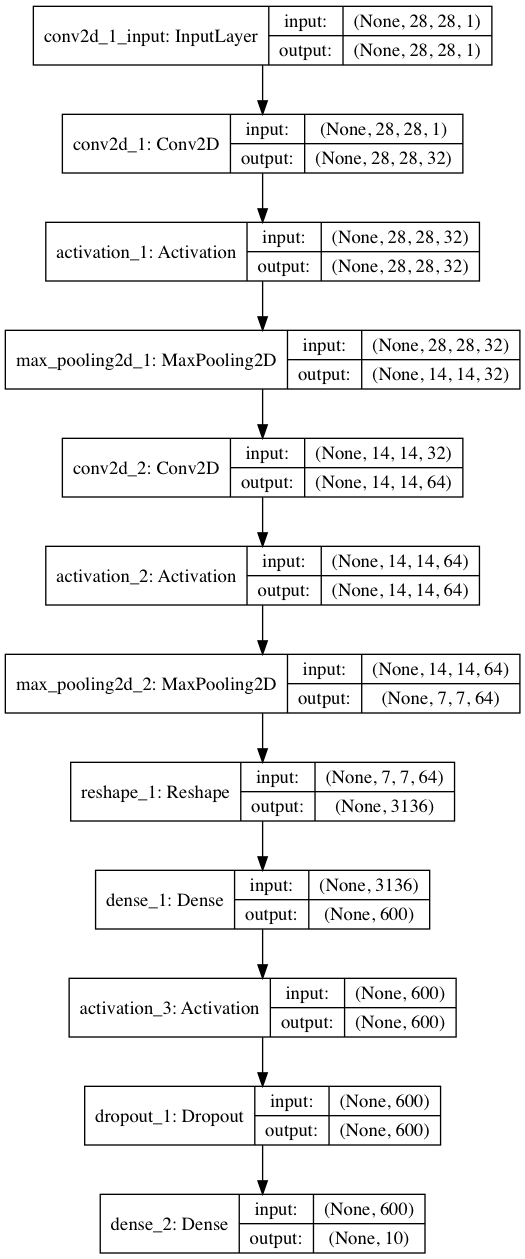 conv2d_1_input: InputLayer
input: (None, 28, 28, 1)
output: (None, 28, 28, 1)
conv2d_1: Conv2D
input: (None, 28, 28, 1)
output: (None, 28, 28, 32)
activation_1: Activation
input: (None, 28, 28, 32)
output: (None, 28, 28, 32)
max_pooling2d_1: MaxPooling2D
input: (None, 28, 28, 32)
output: (None, 14, 14, 32)
conv2d_2: Conv2D
input: (None, 14, 14, 32)
output: (None, 14, 14, 64)
activation_2: Activation
input: (None, 14, 14, 64)
output: (None, 14, 14, 64)
max_pooling2d_2: MaxPooling2D
input: (None, 14, 14, 64)
output: (None, 7, 7, 64)
reshape_1: Reshape
input: (None, 7, 7, 64)
output: (None, 3136)
dense_1: Dense
input: (None, 3136)
output: (None, 600)
activation_3: Activation
input: (None, 600)
output: (None, 600)
dropout_1: Dropout
input: (None, 600)
output: (None, 600)
dense_2: Dense
input: (None, 600)
output: (None, 10)